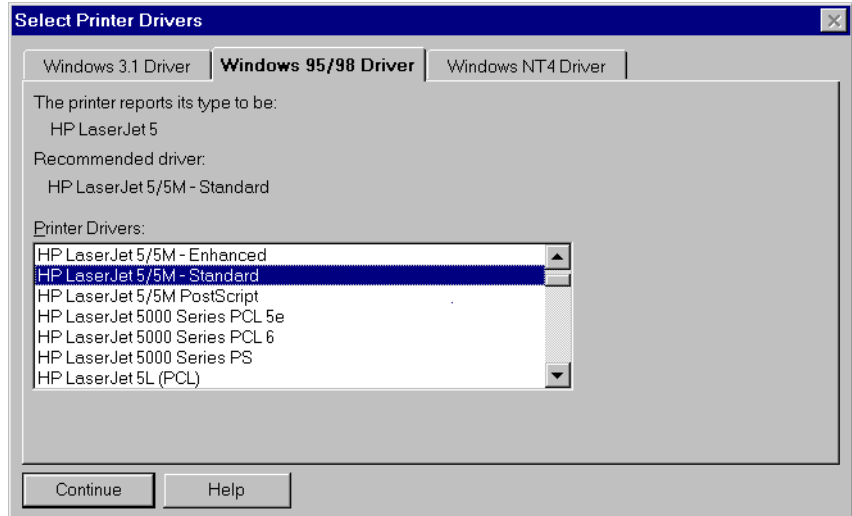 Select Printer Drivers
Windows 3.1 Driver Windows 95/98 Driver Windows NT4 Driver
The printer reports its type to be:
HP LaserJet 5
Recommended driver:
HP LaserJet 5/5M - Standard
Printer Drivers:
HP LaserJet 5/5M - Enhanced
HP LaserJet 5/5M - Standard
HP LaserJet 5/5M PostScript
HP LaserJet 5000 Series PCL 5e
HP LaserJet 5000 Series PCL 6
HP LaserJet 5000 Series PS
HP LaserJet 5L (PCL)
Continue Help